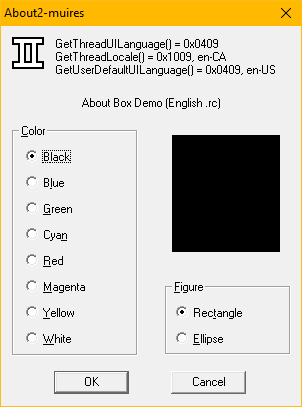 About2-muires
GetThreadUILanguage() = 0x0409
GetThreadLocale() = 0x1009, en-CA
GetUserDefaultUILanguage() = 0x0409, en-US
About Box Demo (English .rc)
Color
Black
Blue
Green
Cyan
Red
Magenta
Yellow
White
Figure
Rectangle
Ellipse
OK
Cancel